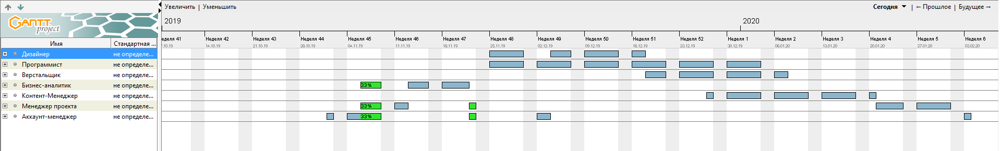 Увеличить | Уменьшить
Сегодня | ← Прошлое | Будущее →
GANTT project
2019
2020
Имя
Стандартная ...
еделя 41
Неделя 42
Неделя 43
Неделя 44
Неделя 45
Неделя 46
Неделя 47
Неделя 48
Неделя 49
Неделя 50
Неделя 51
Неделя 52
Неделя 1
Неделя 2
Неделя 3
Неделя 4
Неделя 5
Неделя 6
.10.19
14.10.19
21.10.19
28.10.19
04.11.19
11.11.19
18.11.19
25.11.19
02.12.19
09.12.19
16.12.19
23.12.19
30.12.19
06.01.20
13.01.20
20.01.20
27.01.20
03.02.20
Дизайнер
не определе...
Программист
не определе...
Верстальщик
не определе...
Бизнес-аналитик
не определе...
33%
Контент-Менеджер
не определе...
Менеджер проекта
не определе...
33%
Аккаунт-менеджер
не определе...
33%